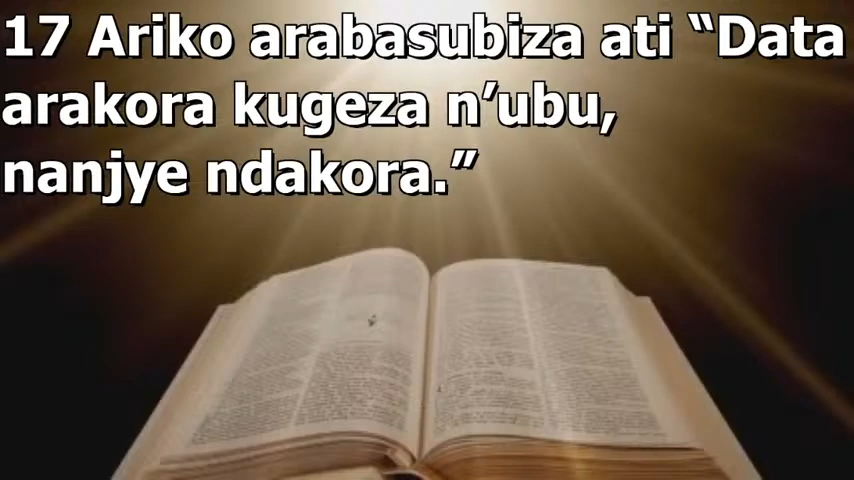 17 Ariko arabasubiza ati “Data
arakora kugeza n’ubu,
nanjye ndakora.”